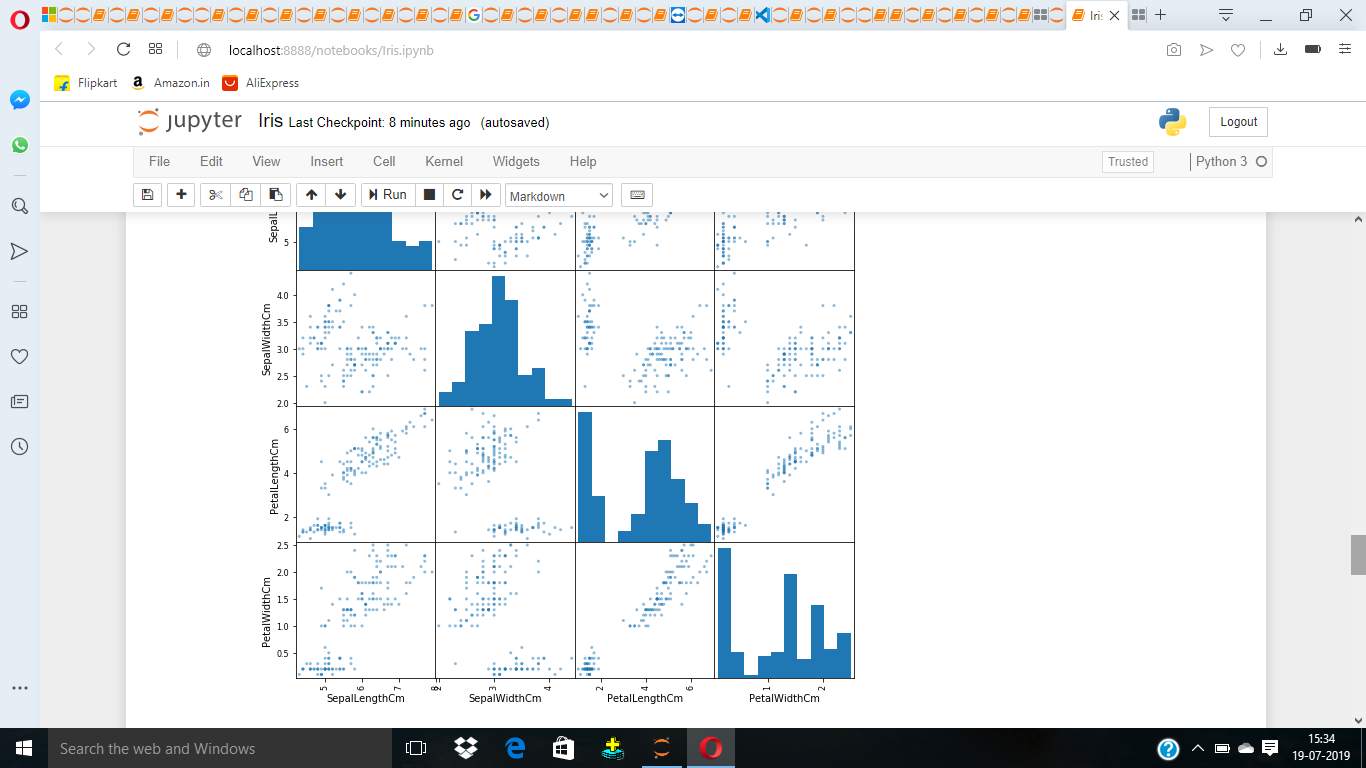 Iris
localhost:8888/notebooks/Iris.ipynb
Flipkart Amazon.in AliExpress
jupyter Iris Last Checkpoint: 8 minutes ago (autosaved) Logout
File Edit View Insert Cell Kernel Widgets Help Trusted Python 3
Run Markdown
SepalL
5
4.0
3.5
SepalWidthCm
3.0
2.5
2.0
6
PetalLengthCm
4
2
2.5
2.0
PetalWidthCm
1.5
1.0
0.5
5 6 7 8 2 3 4 2 4 6 1 2
SepalLengthCm SepalWidthCm PetalLengthCm PetalWidthCm
Search the web and Windows
15:34
19-07-2019